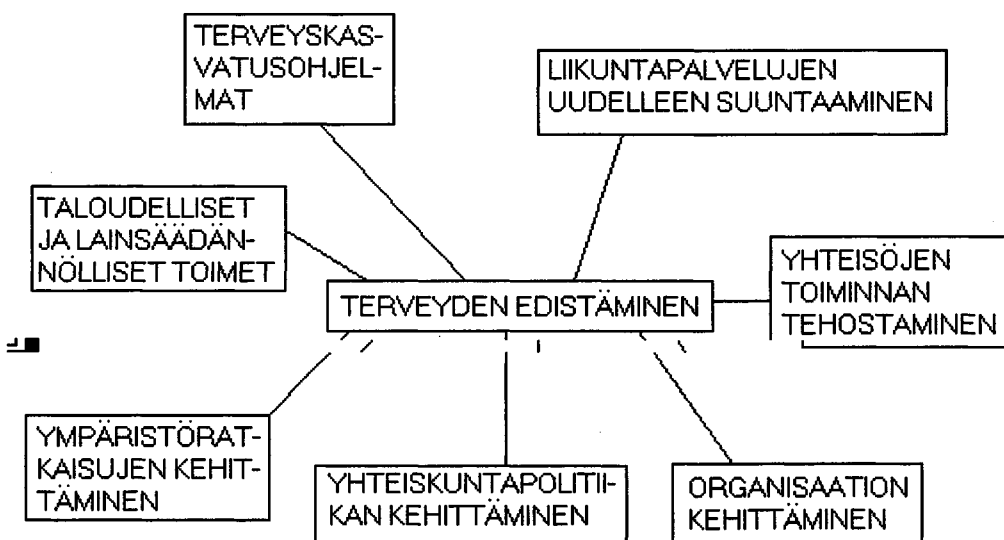 TERVEYSKAS-
VATUSOHJEL-
MAT
LIIKUNTAPALVELUJEN
UUDELLEEN SUUNTAAMINEN
TALOUDELLISET
JA LAINSÄÄDÄN-
NÖLLISET TOIMET
TERVEYDEN EDISTÄMINEN
YHTEISÖJEN
TOIMINNAN
TEHOSTAMINEN
YMPÄRISTÖRAT-
KAISUJEN KEHIT-
TÄMINEN
YHTEISKUNTAPOLITII-
KAN KEHITTÄMINEN
ORGANISAATION
KEHITTÄMINEN